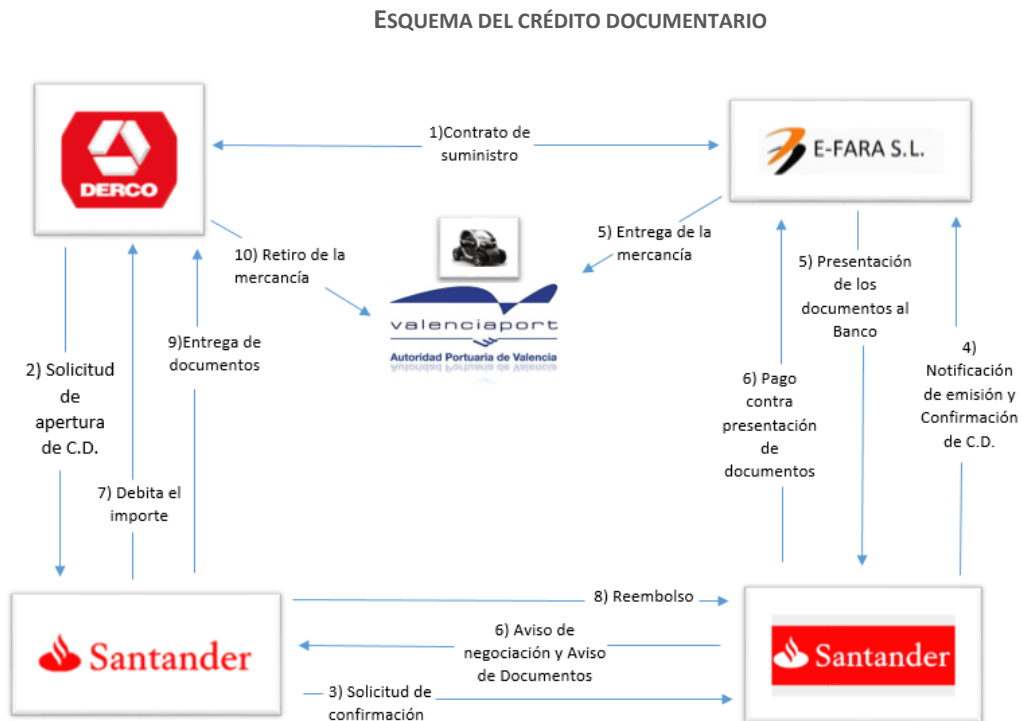 ESQUEMA DEL CRÉDITO DOCUMENTARIO
DERCO
1)Contrato de
suministro
E-FARA S.L.
10) Retiro de la
mercancía
5) Entrega de la
mercancía
valenciaport
Autoridad Portuaria de Valencia
2) Solicitud
de
apertura
de C.D.
7) Debita el
importe
9)Entrega de
documentos
6) Pago
contra
presentación
de
documentos
5) Presentación
de los
documentos al
Banco
4)
Notificación
de emisión y
Confirmación
de C.D.
Santander
8) Reembolso
6) Aviso de
negociación y Aviso
de Documentos
3) Solicitud de
confirmación
Santander